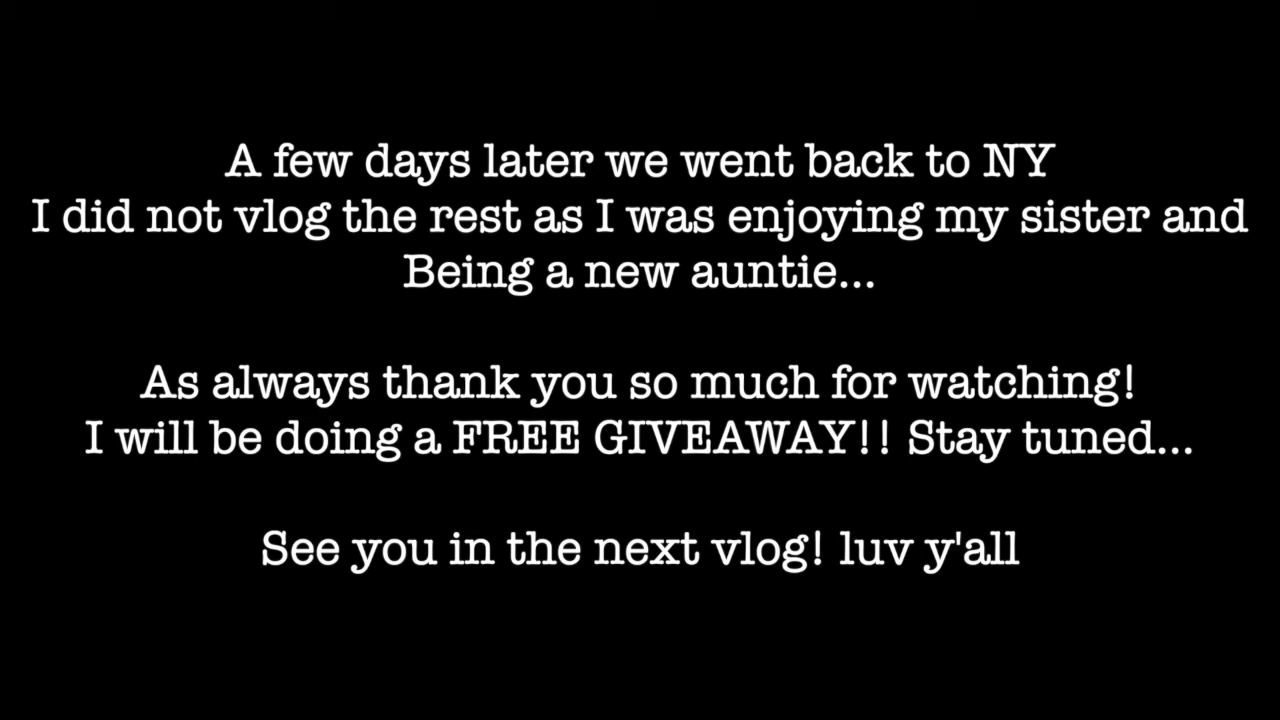 A few days later we went back to NY
I did not vlog the rest as I was enjoying my sister and
Being a new auntie...
As always thank you so much for watching!
I will be doing a FREE GIVEAWAY!! Stay tuned...
See you in the next vlog! luv y'all